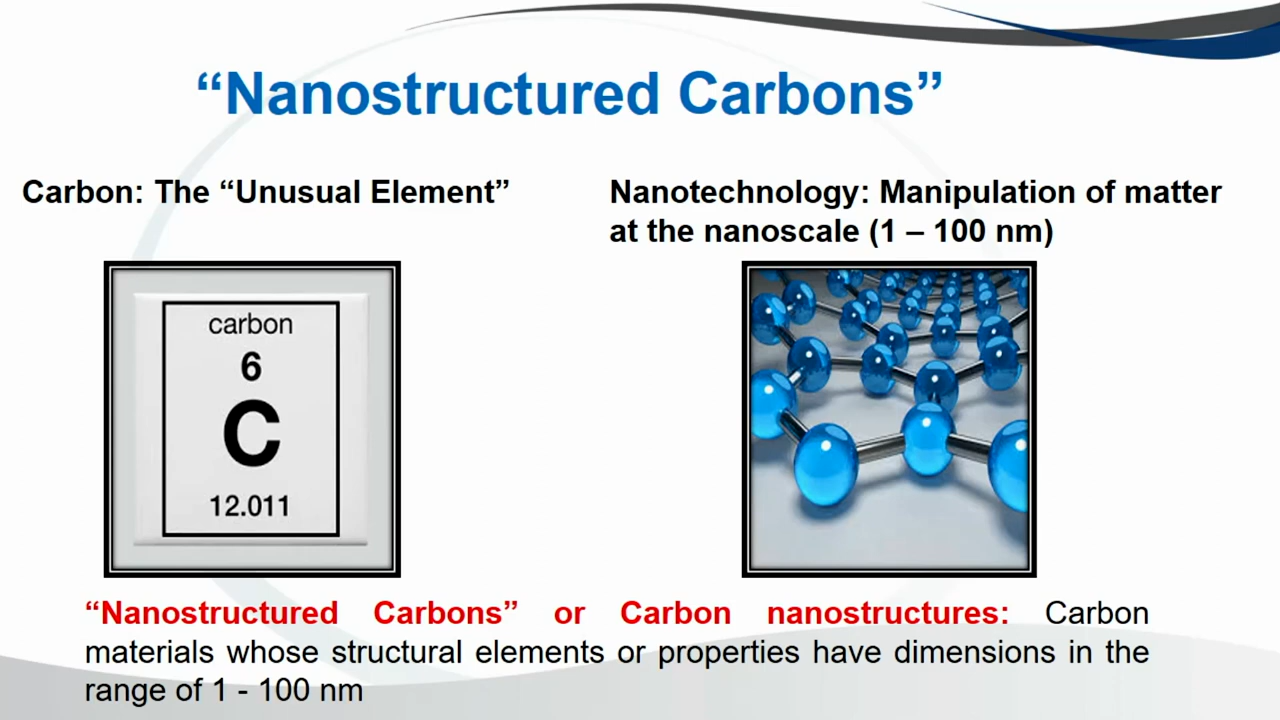 “Nanostructured Carbons”
Carbon: The “Unusual Element”
Nanotechnology: Manipulation of matter
at the nanoscale (1 – 100 nm)
carbon
6
C
12.011
“Nanostructured Carbons” or Carbon nanostructures: Carbon
materials whose structural elements or properties have dimensions in the
range of 1 - 100 nm